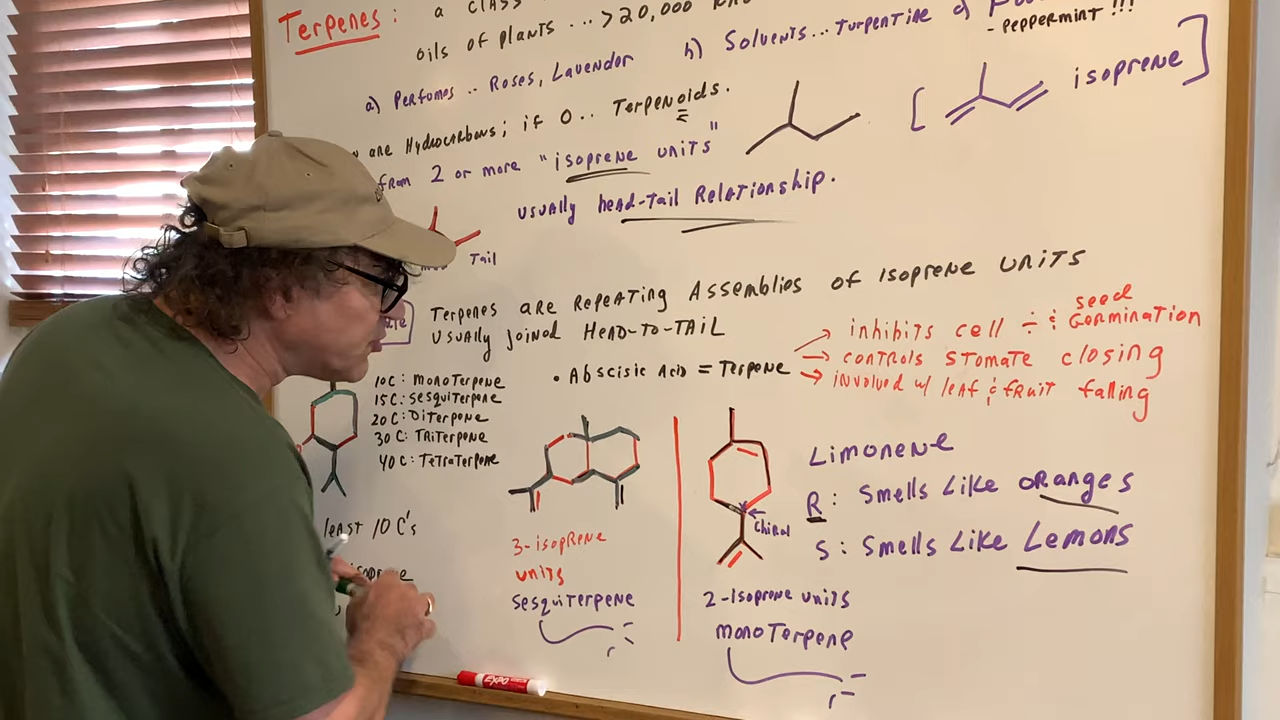 Terpenes: a class
oils of plants ... >20,000
a) Perfumes .. Roses, Lavendor h) Solvents... Turpentine
- Peppermint !!!
are Hydrocarbons; if O.. Terpenoids.
from 2 or more "isoprene units"
[ isoprene ]
usually head-tail Relationship.
Tail
Terpenes are Repeating Assemblies of Isoprene units
usually joined Head-to-Tail
• Abscisic Acid = Terpene
→ inhibits cell ÷ & seed Germination
→ controls stomate closing
→ involved w/ leaf & fruit falling
10C: monoTerpene
15C: sesquiTerpene
20C: DiTerpene
30C: TriTerpene
40C: TetraTerpene
least 10 C's
isoprene
3-isoprene
units
sesquiTerpene
Chiral
2-Isoprene units
monoTerpene
Limonene
R: Smells Like oranges
S: Smells Like Lemons
EXPO